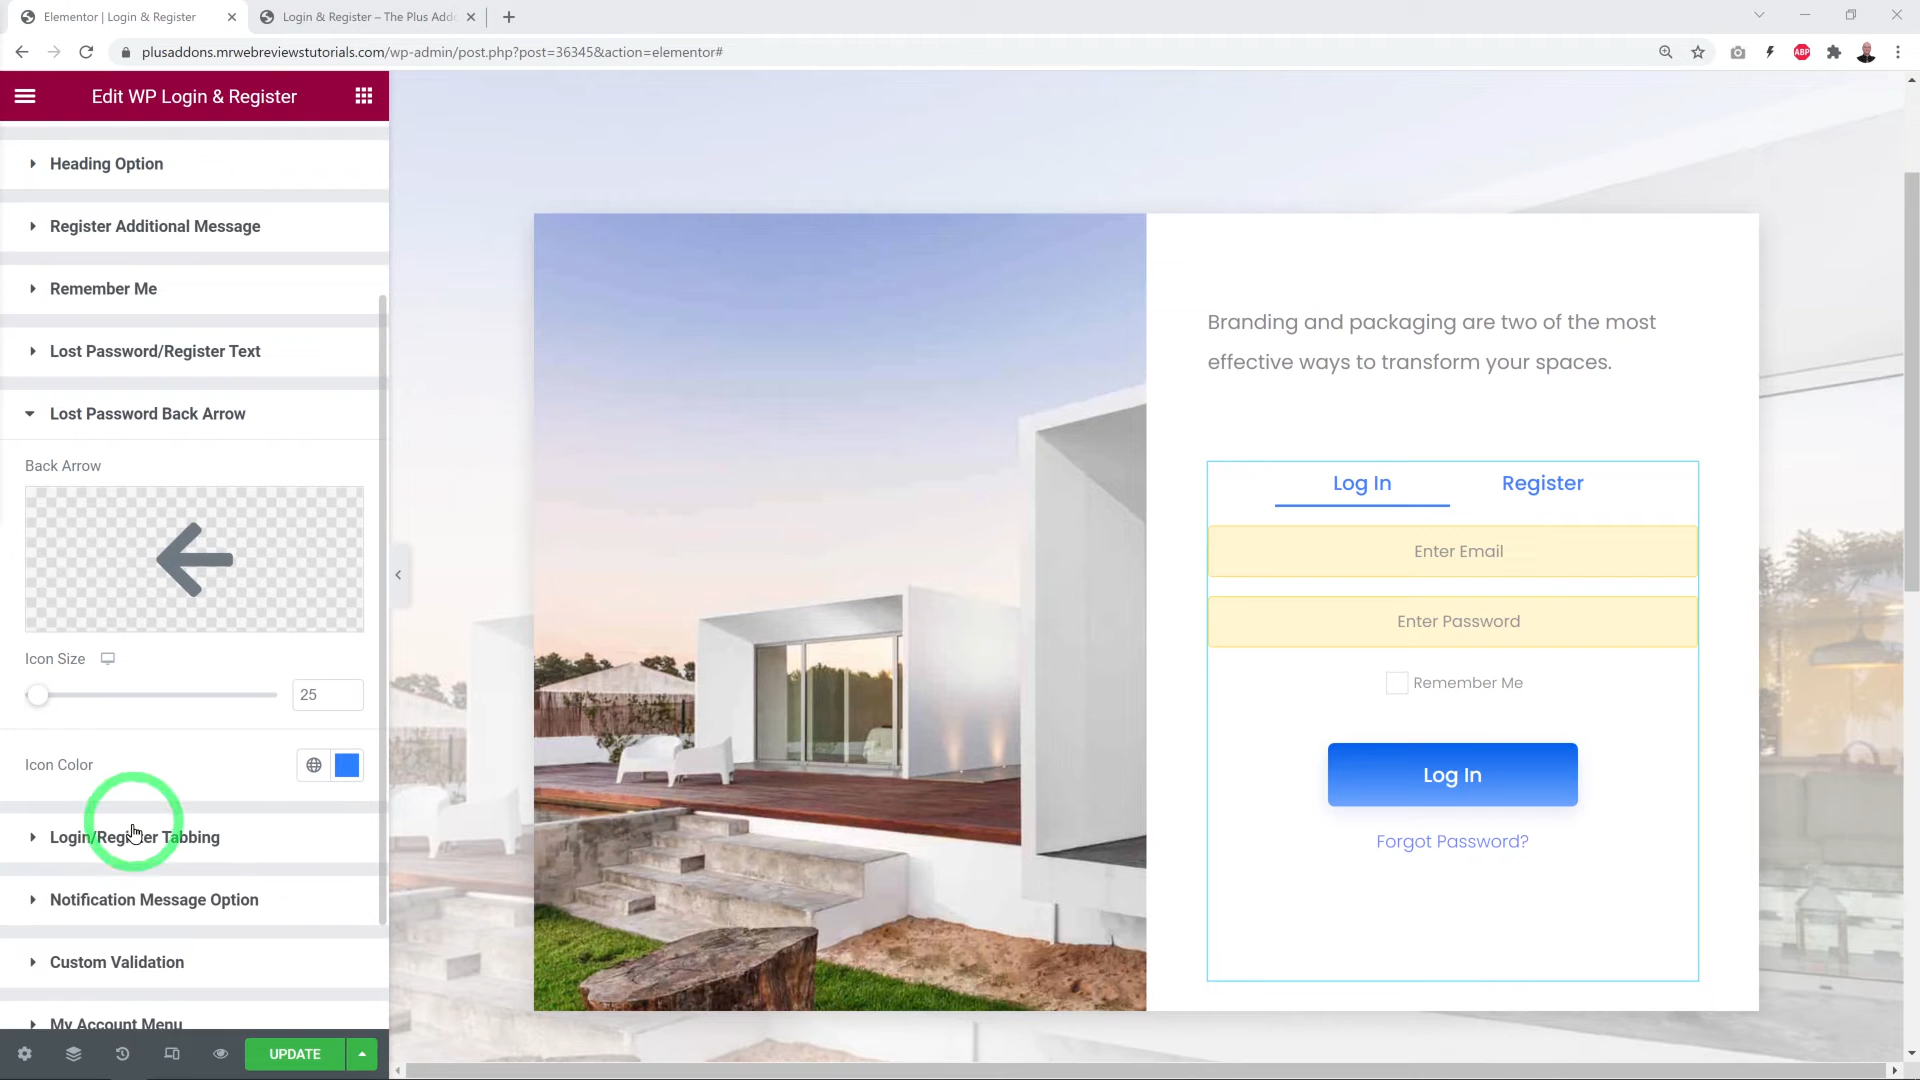 Elementor | Login & Register
Login & Register – The Plus Add
plusaddons.mrwebreviewstutorials.com/wp-admin/post.php?post=36345&action=elementor#
ABP
Edit WP Login & Register
Heading Option
Register Additional Message
Remember Me
Lost Password/Register Text
Lost Password Back Arrow
Back Arrow
Icon Size
25
Icon Color
Login/Register Tabbing
Notification Message Option
Custom Validation
My Account Menu
UPDATE
Branding and packaging are two of the most
effective ways to transform your spaces.
Log In Register
Enter Email
Enter Password
Remember Me
Log In
Forgot Password?